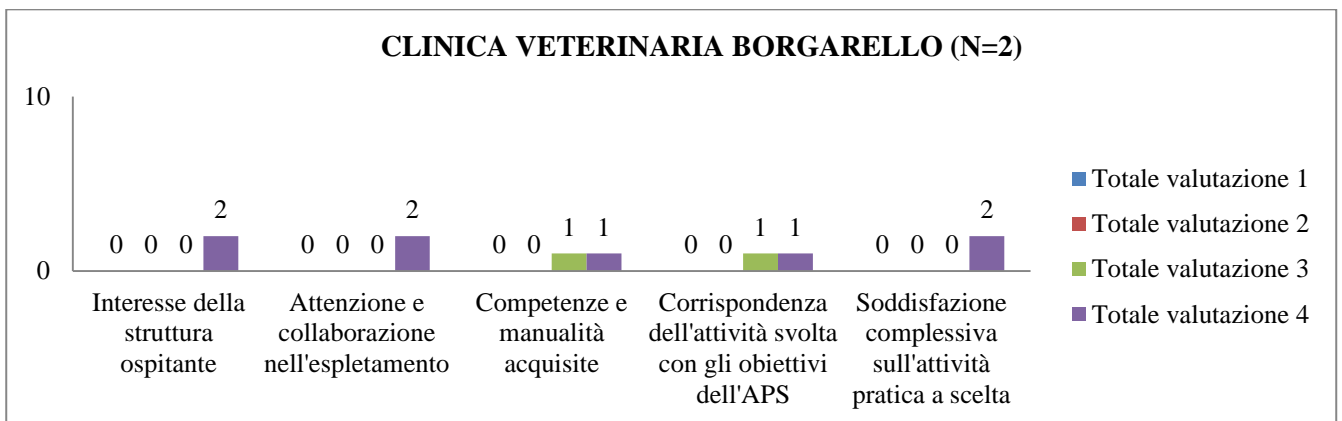 CLINICA VETERINARIA BORGARELLO (N=2)
10
0
0 0 0 2
0 0 0 2
0 0 1 1
0 0 1 1
0 0 0 2
Interesse della
struttura
ospitante
Attenzione e
collaborazione
nell'espletamento
Competenze e
manualità
acquisite
Corrispondenza
dell'attività svolta
con gli obiettivi
dell'APS
Soddisfazione
complessiva
sull'attività
pratica a scelta
Totale valutazione 1
Totale valutazione 2
Totale valutazione 3
Totale valutazione 4